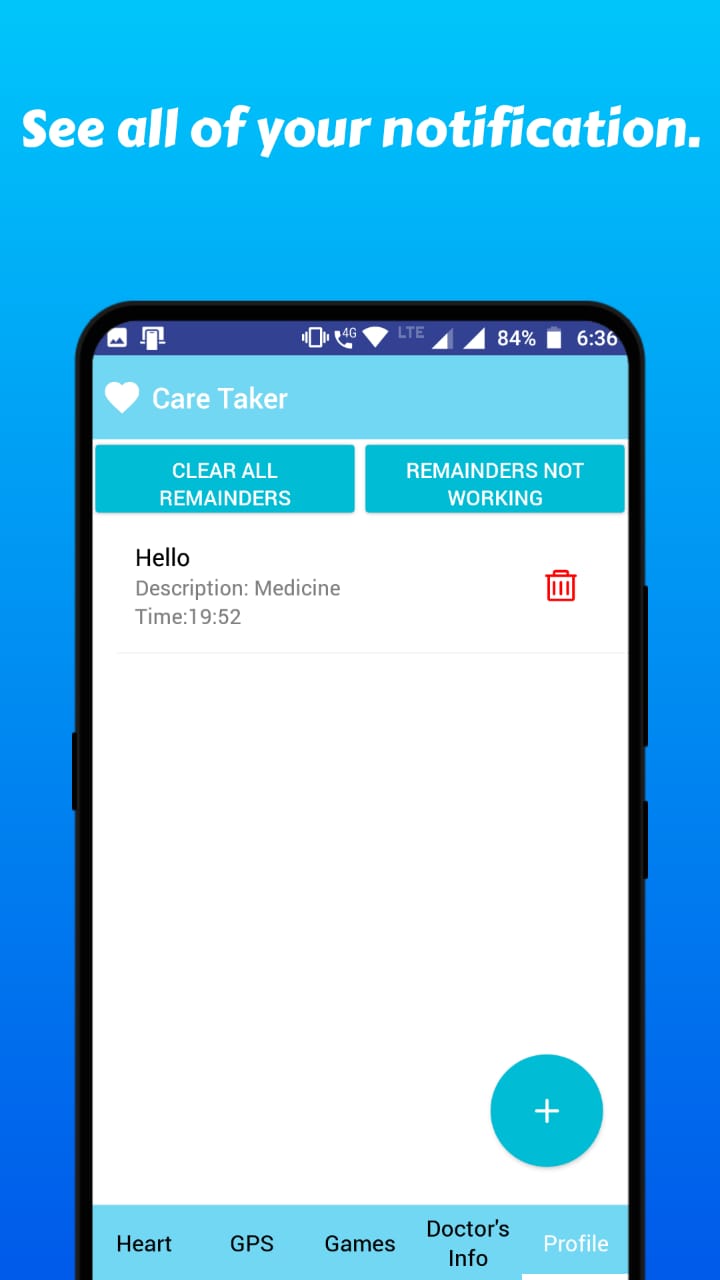 See all of your notification.
4G LTE 84% 6:36
Care Taker
CLEAR ALL
REMAINDERS
REMAINDERS NOT
WORKING
Hello
Description: Medicine
Time:19:52
+
Heart GPS Games Doctor's
Info Profile